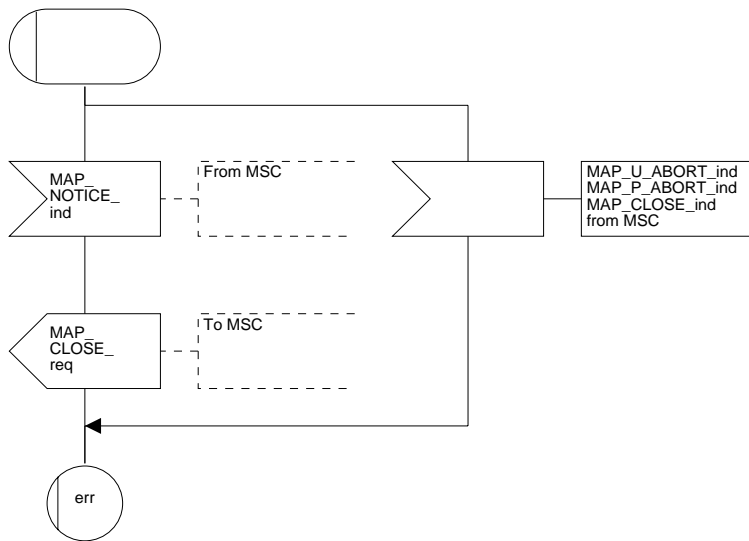 MAP_
NOTICE_
ind
From MSC
MAP_U_ABORT_ind
MAP_P_ABORT_ind
MAP_CLOSE_ind
from MSC
MAP_
CLOSE_
req
To MSC
err